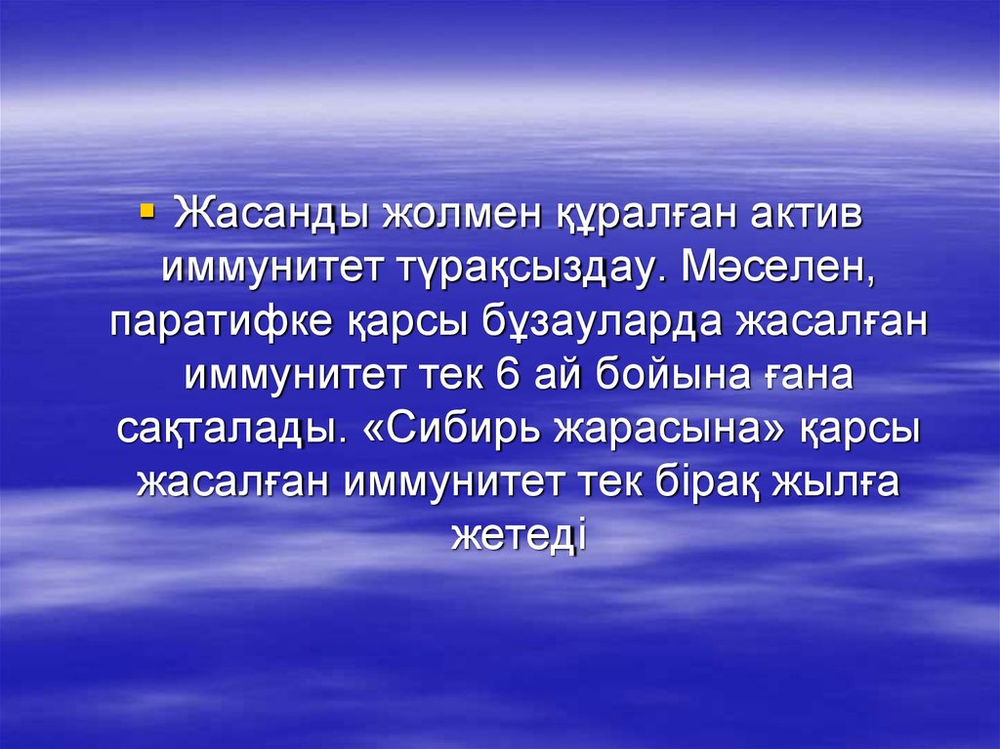 ▪ Жасанды жолмен құралған актив
иммунитет түрақсыздау. Мәселен,
паратифке қарсы бұзауларда жасалған
иммунитет тек 6 ай бойына ғана
сақталады. «Сибирь жарасына» қарсы
жасалған иммунитет тек бірақ жылға
жетеді